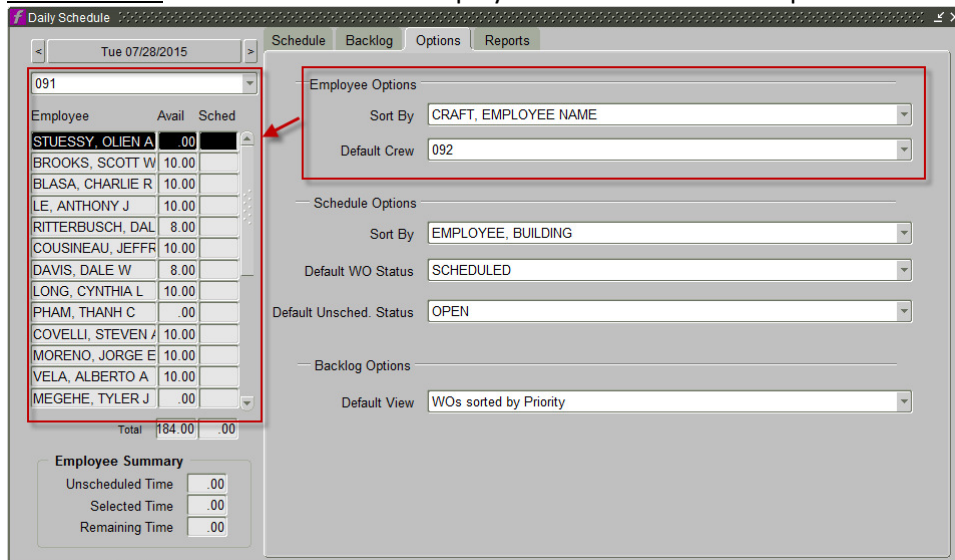 Daily Schedule
< Tue 07/28/2015 >
Schedule Backlog Options Reports
091
Employee Avail Sched
STUESSY, OLIEN A .00
BROOKS, SCOTT W 10.00
BLASA, CHARLIE R 10.00
LE, ANTHONY J 10.00
RITTERBUSCH, DAL 8.00
COUSINEAU, JEFFR 10.00
DAVIS, DALE W 8.00
LONG, CYNTHIA L 10.00
PHAM, THANH C .00
COVELLI, STEVEN A 10.00
MORENO, JORGE E 10.00
VELA, ALBERTO A 10.00
MEGEHE, TYLER J .00
Total 184.00 .00
Employee Summary
Unscheduled Time .00
Selected Time .00
Remaining Time .00
Employee Options
Sort By CRAFT, EMPLOYEE NAME
Default Crew 092
Schedule Options
Sort By EMPLOYEE, BUILDING
Default WO Status SCHEDULED
Default Unsched. Status OPEN
Backlog Options
Default View WOs sorted by Priority